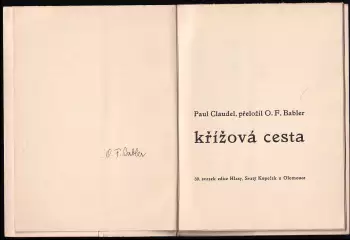 O. F. Babler
Paul Claudel, přeložil O. F. Babler
křížová cesta
59. svazek edice Hlasy, Svatý Kopeček u Olomouce